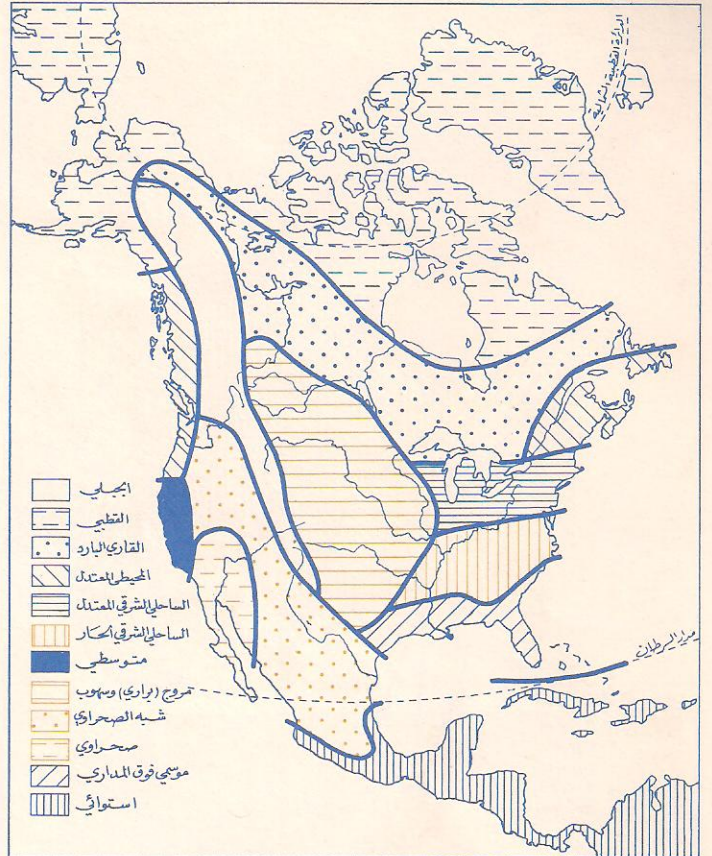 الدائرة القطبية الشمالية
الجبلي
القطبي
القاري البارد
المحيطي المعتدل
الساحلي الشرقي المعتدل
الساحلي الشرقي الحار
متوسطي
مروج (براري) وسهوب
شبه الصحراوي
صحراوي
موسمي فوق المداري
استوائي
مدار السرطان